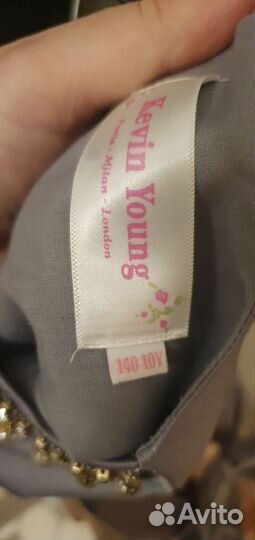 Kevin Young
- Milan - London
140-10Y
Avito